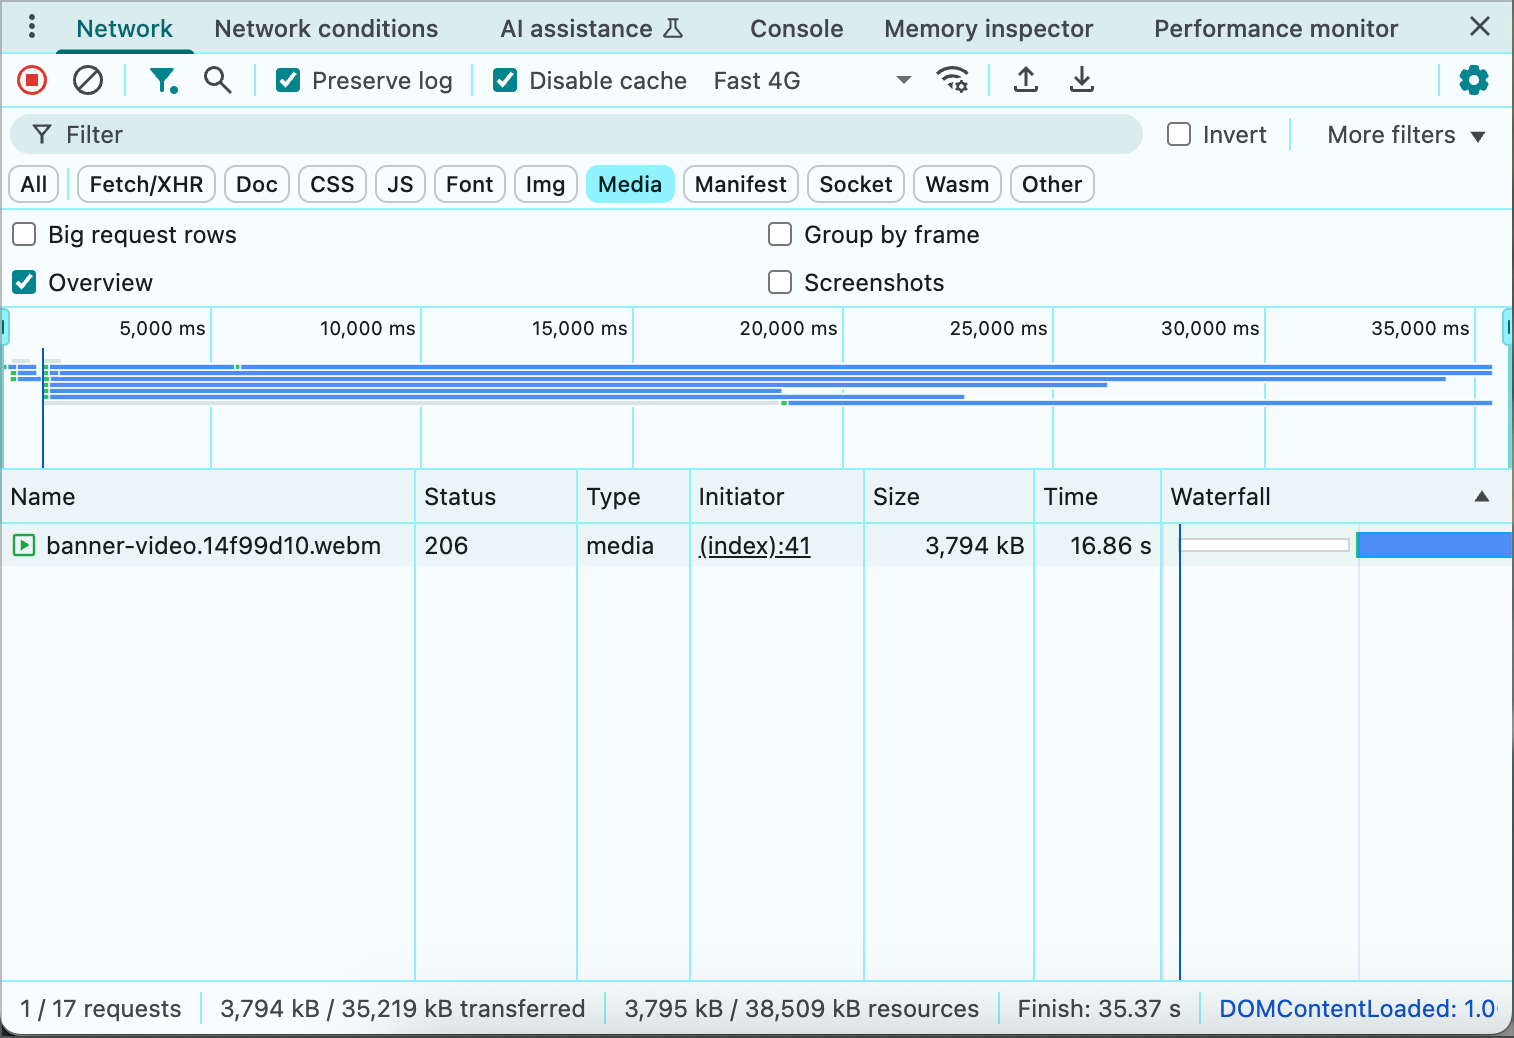 Network Network conditions AI assistance Console Memory inspector Performance monitor
Preserve log Disable cache Fast 4G
Filter Invert More filters
All Fetch/XHR Doc CSS JS Font Img Media Manifest Socket Wasm Other
Big request rows Group by frame
Overview Screenshots
5,000 ms 10,000 ms 15,000 ms 20,000 ms 25,000 ms 30,000 ms 35,000 ms
Name Status Type Initiator Size Time Waterfall
banner-video.14f99d10.webm 206 media (index):41 3,794 kB 16.86 s
1 / 17 requests 3,794 kB / 35,219 kB transferred 3,795 kB / 38,509 kB resources Finish: 35.37 s DOMContentLoaded: 1.0